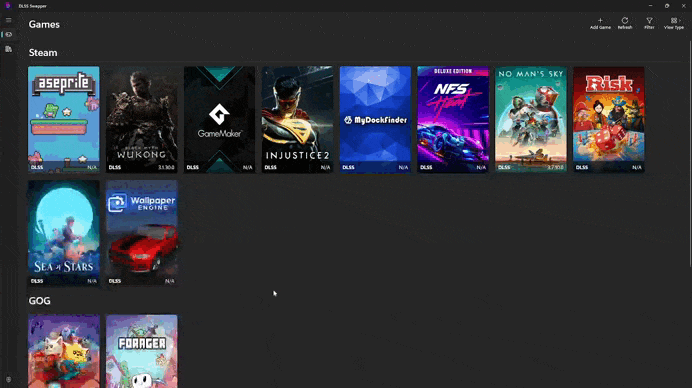 DLSS Swapper
Games
Add Game
Refresh
Filter
View Type
Steam
aseprite
DLSS N/A
BLACK MYTH
WUKONG
DLSS 3.1.30.0
GameMaker
DLSS N/A
INJUSTICE 2
DLSS N/A
MyDockFinder
DLSS N/A
DELUXE EDITION
NFS
HEAT
DLSS N/A
NO MAN'S SKY
DLSS 3.7.10.0
RISK
DLSS N/A
SEA of STARS
DLSS N/A
Wallpaper
ENGINE
DLSS N/A
GOG
FORAGER